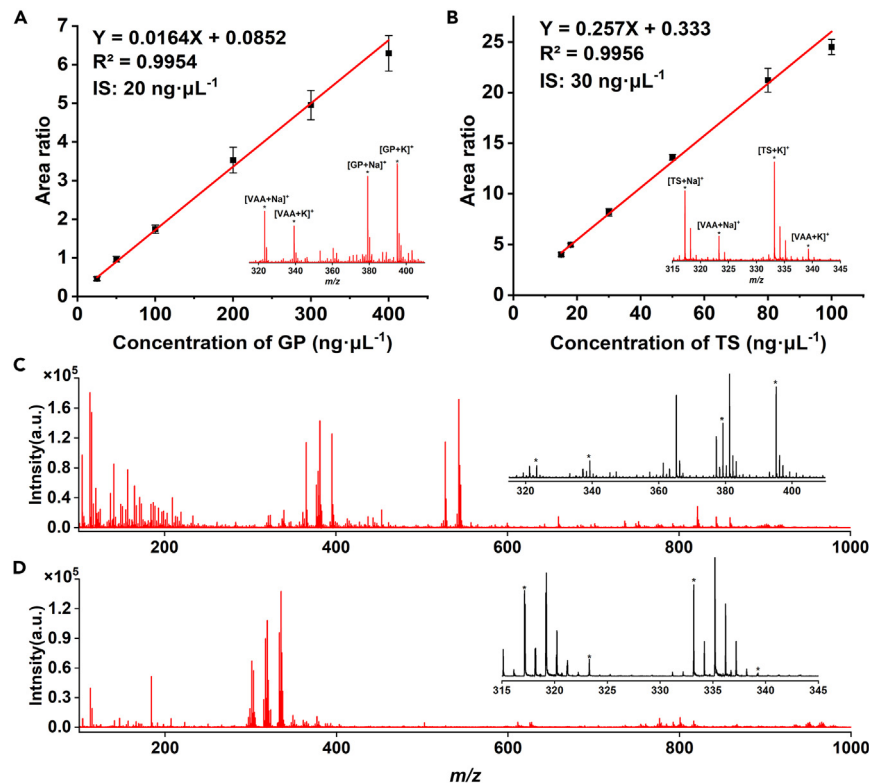 A
Y = 0.0164X + 0.0852
R² = 0.9954
IS: 20 ng·μL⁻¹
Area ratio
7
6
5
4
3
2
1
0
0 100 200 300 400
Concentration of GP (ng·μL⁻¹)
[VAA+Na]⁺
[VAA+K]⁺
[GP+Na]⁺
[GP+K]⁺
* * * *
320 340 360 380 400
m/z
B
Y = 0.257X + 0.333
R² = 0.9956
IS: 30 ng·μL⁻¹
Area ratio
25
20
15
10
5
0
0 20 40 60 80 100
Concentration of TS (ng·μL⁻¹)
[TS+Na]⁺
[VAA+Na]⁺
[TS+K]⁺
[VAA+K]⁺
* * * *
315 320 325 330 335 340 345
m/z
C
×10⁵
Intnsity(a.u.)
1.6
1.2
0.8
0.4
0.0
200 400 600 800 1000
* * * *
320 340 360 380 400
D
×10⁵
Intnsity(a.u.)
1.2
0.9
0.6
0.3
0.0
200 400 600 800 1000
* * * *
315 320 325 330 335 340 345
m/z